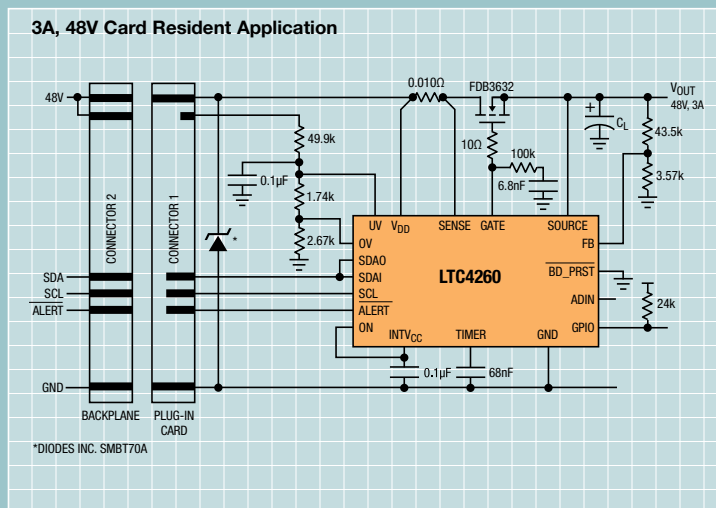 3A, 48V Card Resident Application
0.010Ω
FDB3632
VOUT
48V, 3A
48V
CL
43.5k
49.9k
10Ω
100k
0.1μF
3.57k
6.8nF
1.74k
CONNECTOR 2
CONNECTOR 1
*
UV
VDD
SENSE
GATE
SOURCE
2.67k
OV
FB
SDAO
SDA
SDAI
LTC4260
BD_PRST
SCL
SCL
ADIN
ALERT
ALERT
24k
ON
GPIO
INTVCC
TIMER
GND
0.1μF
68nF
GND
BACKPLANE
PLUG-IN
CARD
*DIODES INC. SMBT70A